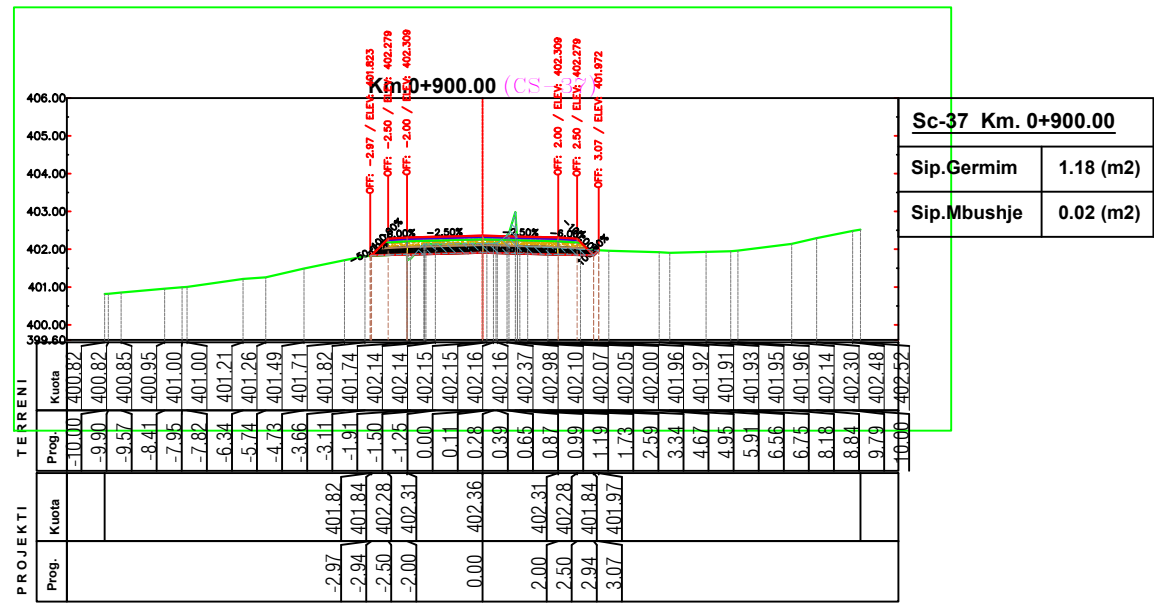 OFF: -2.97 / ELEV: 401.823
OFF: -2.50 / ELEV: 402.279
OFF: -2.00 / ELEV: 402.309
OFF: 2.00 / ELEV: 402.309
OFF: 2.50 / ELEV: 402.279
OFF: 3.07 / ELEV: 401.972
Km.0+900.00 (CS-37)
406.00
405.00
404.00
403.00
402.00
401.00
400.00
399.60
-2.50%
-2.50%
-6.00%
Sc-37 Km. 0+900.00
Sip.Germim 1.18 (m2)
Sip.Mbushje 0.02 (m2)
TERRENI
Kuota 400.82 400.82 400.85 400.95 401.00 401.00 401.21 401.26 401.49 401.71 401.82 401.74 402.14 402.14 402.15 402.15 402.16 402.16 402.37 402.98 402.10 402.07 402.05 402.00 401.96 401.92 401.91 401.93 401.95 401.96 402.14 402.30 402.48 402.52
Prog. -10.00 -9.90 -9.57 -8.41 -7.95 -7.82 -6.34 -5.74 -4.73 -3.66 -3.11 -1.91 -1.50 -1.25 0.00 0.11 0.28 0.39 0.65 0.87 0.99 1.19 1.73 2.59 3.34 4.67 4.95 5.91 6.56 6.75 8.18 8.84 9.79 10.00
PROJEKTI
Kuota 401.82 401.84 402.28 402.31 402.36 402.31 402.28 401.84 401.97
Prog. -2.97 -2.94 -2.50 -2.00 0.00 2.00 2.50 2.94 3.07